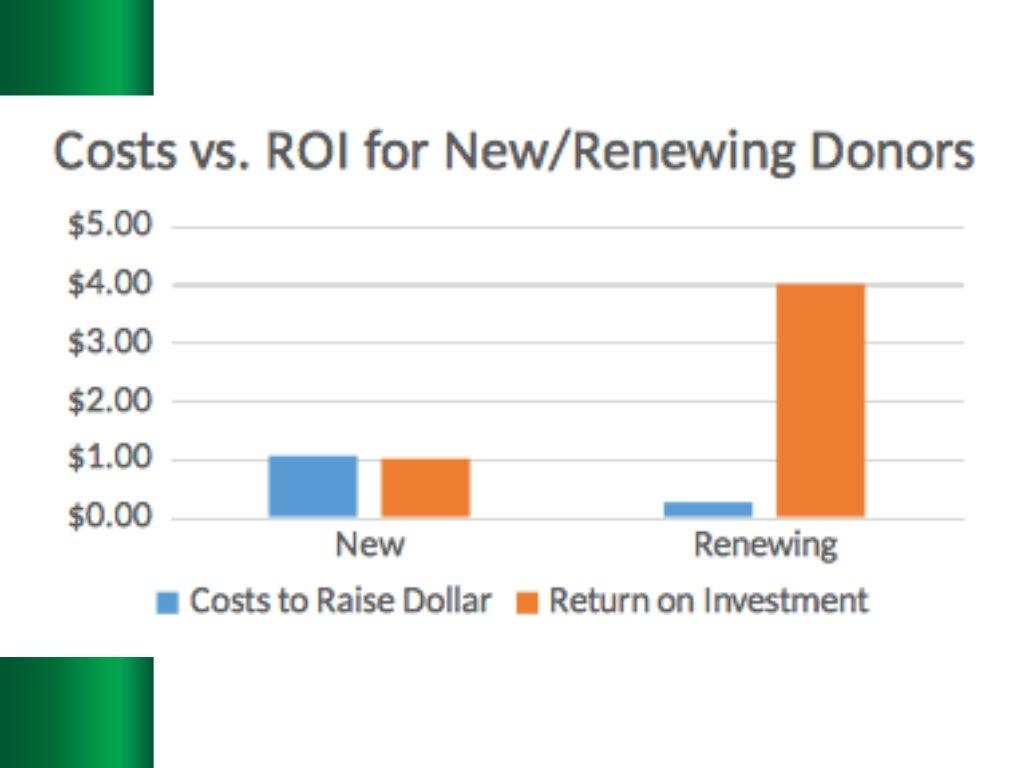 Costs vs. ROI for New/Renewing Donors
$5.00
$4.00
$3.00
$2.00
$1.00
$0.00
New Renewing
Costs to Raise Dollar Return on Investment